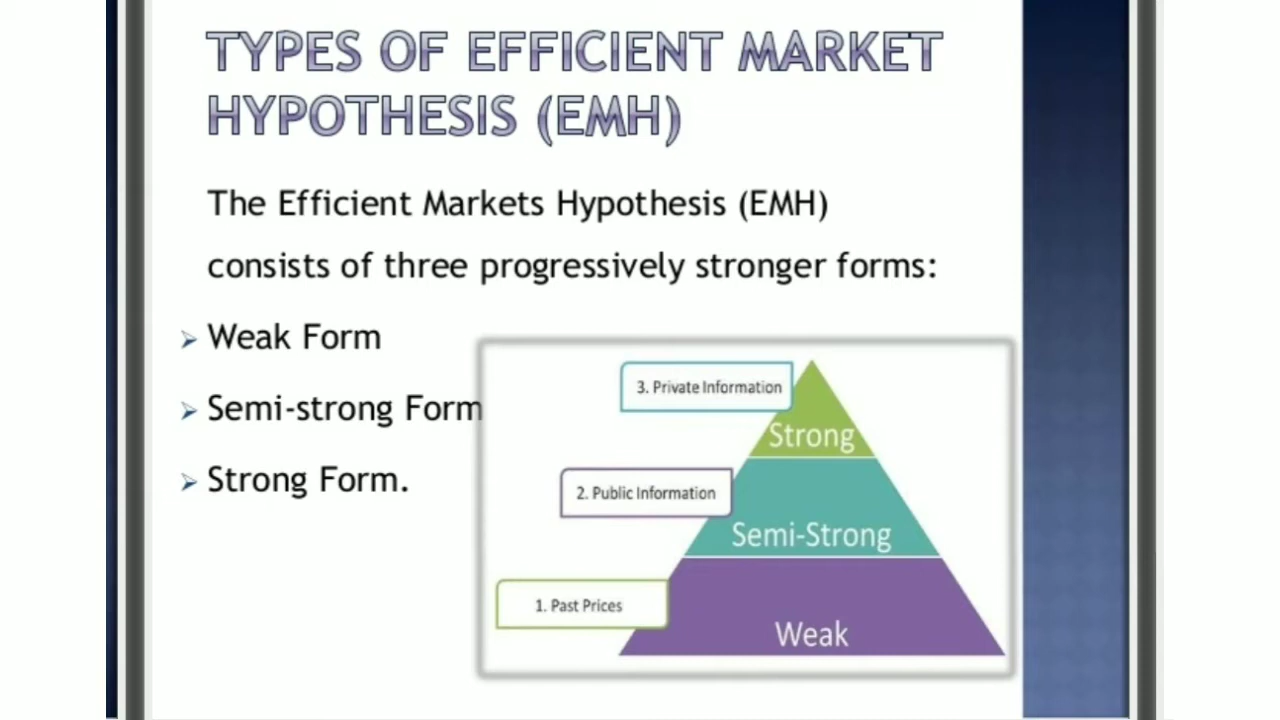 TYPES OF EFFICIENT MARKET
HYPOTHESIS (EMH)
The Efficient Markets Hypothesis (EMH)
consists of three progressively stronger forms:
Weak Form
Semi-strong Form
Strong Form.
3. Private Information
Strong
2. Public Information
Semi-Strong
1. Past Prices
Weak